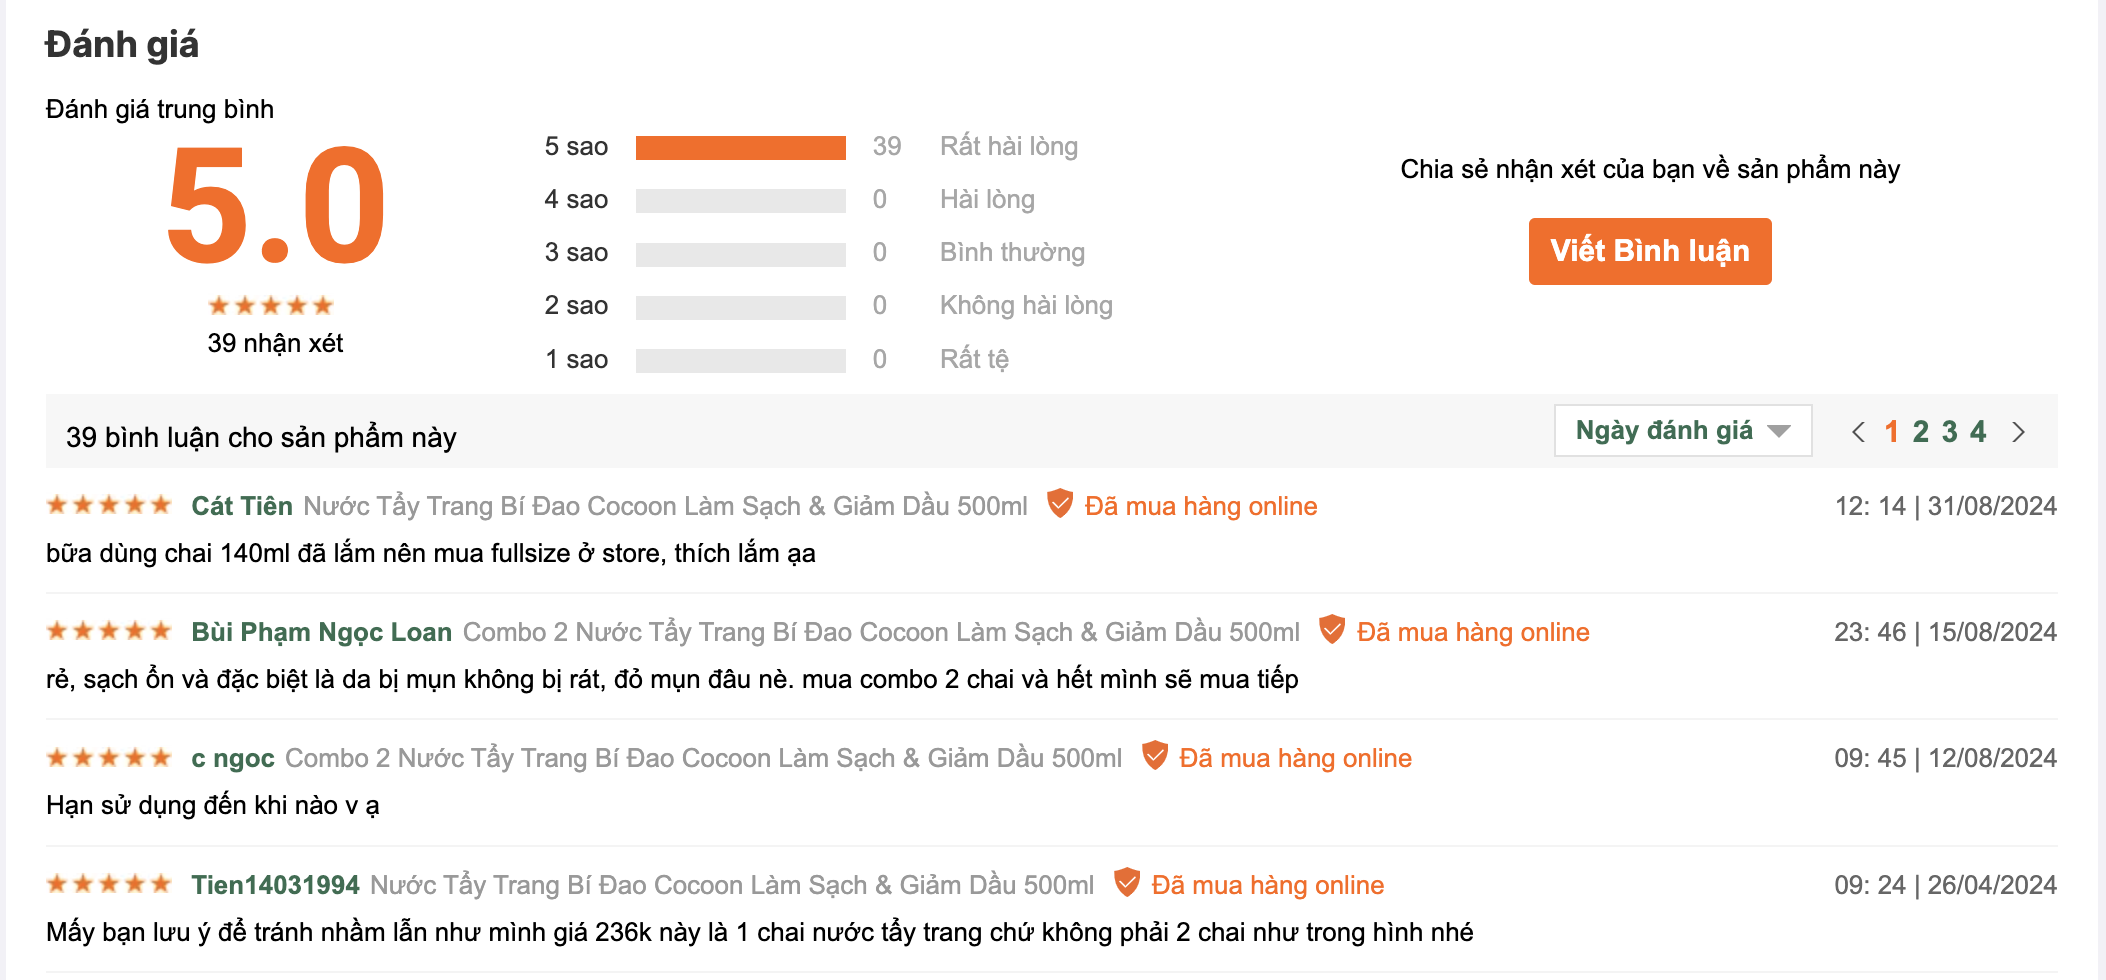 Đánh giá
Đánh giá trung bình
5.0
39 nhận xét
5 sao 39 Rất hài lòng
4 sao 0 Hài lòng
3 sao 0 Bình thường
2 sao 0 Không hài lòng
1 sao 0 Rất tệ
Chia sẻ nhận xét của bạn về sản phẩm này
Viết Bình luận
39 bình luận cho sản phẩm này
Ngày đánh giá
1 2 3 4
Cát Tiên Nước Tẩy Trang Bí Đao Cocoon Làm Sạch & Giảm Dầu 500ml Đã mua hàng online 12: 14 | 31/08/2024
bữa dùng chai 140ml đã lắm nên mua fullsize ở store, thích lắm ạa
Bùi Phạm Ngọc Loan Combo 2 Nước Tẩy Trang Bí Đao Cocoon Làm Sạch & Giảm Dầu 500ml Đã mua hàng online 23: 46 | 15/08/2024
rẻ, sạch ổn và đặc biệt là da bị mụn không bị rát, đỏ mụn đâu nè. mua combo 2 chai và hết mình sẽ mua tiếp
c ngoc Combo 2 Nước Tẩy Trang Bí Đao Cocoon Làm Sạch & Giảm Dầu 500ml Đã mua hàng online 09: 45 | 12/08/2024
Hạn sử dụng đến khi nào v ạ
Tien14031994 Nước Tẩy Trang Bí Đao Cocoon Làm Sạch & Giảm Dầu 500ml Đã mua hàng online 09: 24 | 26/04/2024
Mấy bạn lưu ý để tránh nhầm lẫn như mình giá 236k này là 1 chai nước tẩy trang chứ không phải 2 chai như trong hình nhé